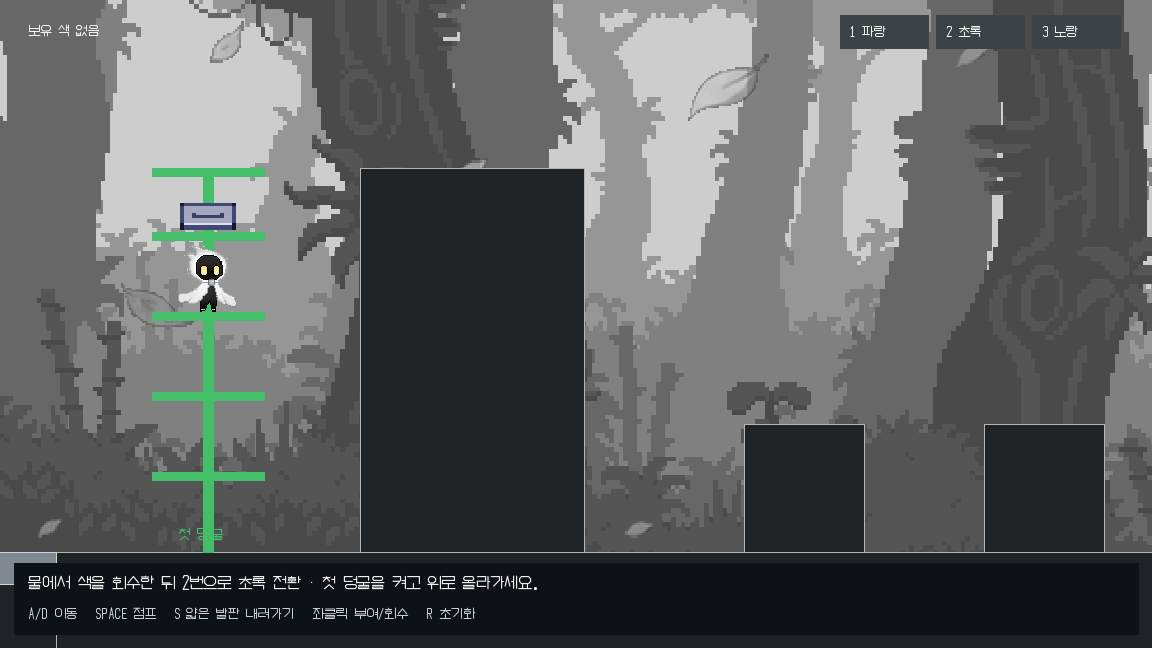 보유 색 없음
1 파랑
2 초록
3 노랑
첫 덩굴
물에서 색을 회수한 뒤 2번으로 초록 전환 · 첫 덩굴을 켜고 위로 올라가세요.
A/D 이동 SPACE 점프 S 얇은 발판 내려가기 좌클릭 부여/회수 R 초기화